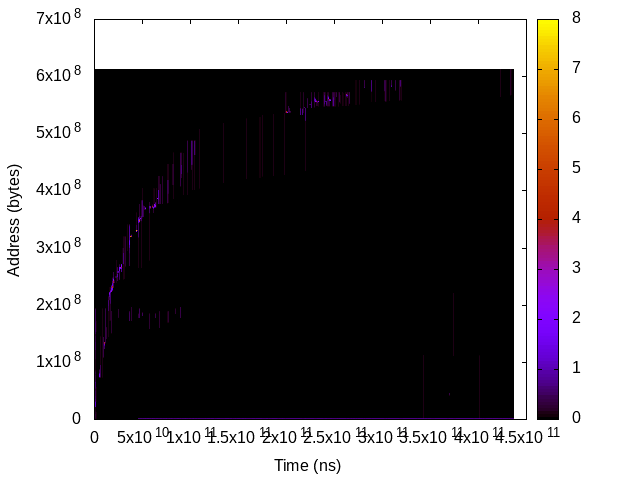 7x10^8
6x10^8
5x10^8
4x10^8
3x10^8
2x10^8
1x10^8
0
Address (bytes)
0 5x10^10 1x10^11 1.5x10^11 2x10^11 2.5x10^11 3x10^11 3.5x10^11 4x10^11 4.5x10^11
Time (ns)
8
7
6
5
4
3
2
1
0